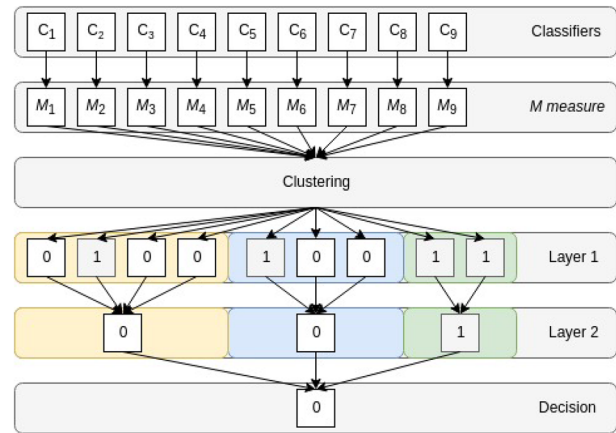 C1 C2 C3 C4 C5 C6 C7 C8 C9 Classifiers
M1 M2 M3 M4 M5 M6 M7 M8 M9 M measure
Clustering
0 1 0 0 1 0 0 1 1 Layer 1
0 0 1 Layer 2
0 Decision